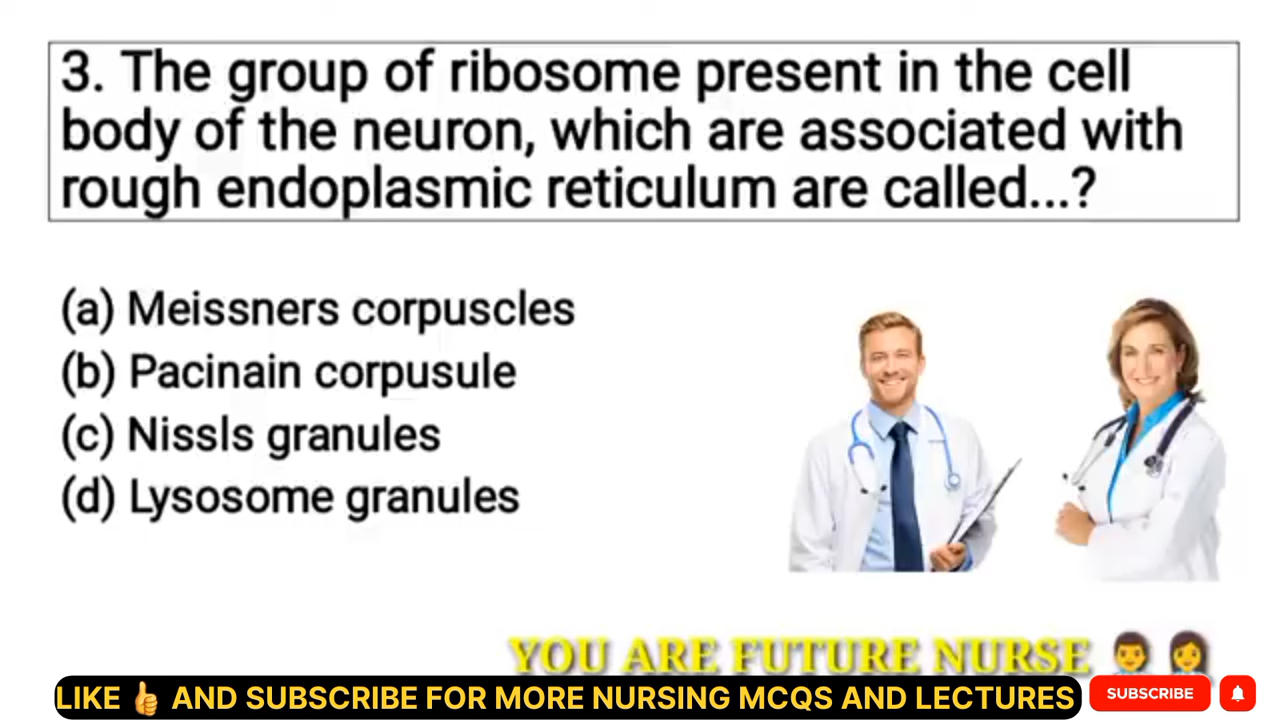 3. The group of ribosome present in the cell
body of the neuron, which are associated with
rough endoplasmic reticulum are called...?
(a) Meissners corpuscles
(b) Pacinain corpusule
(c) Nissls granules
(d) Lysosome granules
YOU ARE FUTURE NURSE 👨‍⚕️ 👩‍⚕️
LIKE 👍 AND SUBSCRIBE FOR MORE NURSING MCQS AND LECTURES
SUBSCRIBE